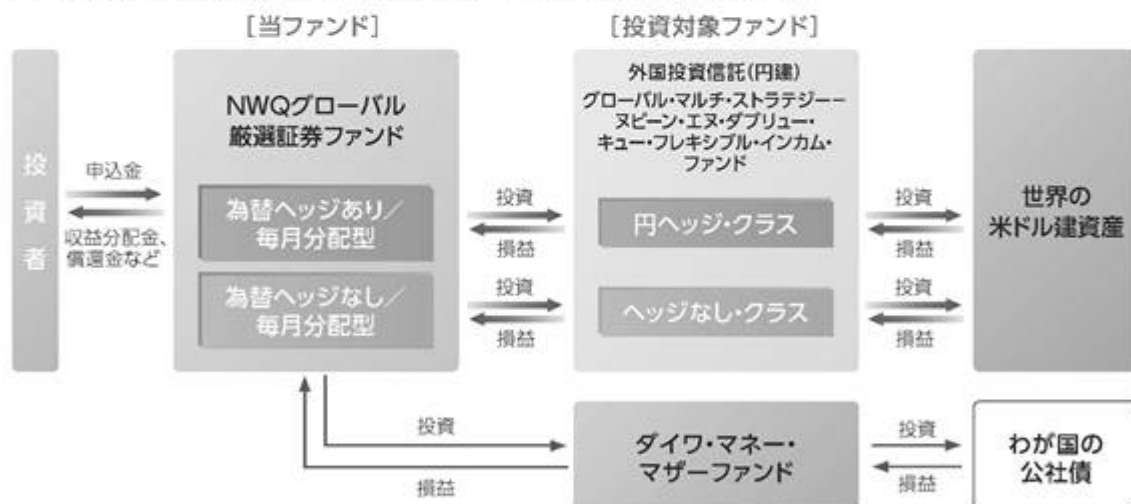 [当ファンド]
[投資対象ファンド]
投資者
申込金
収益分配金、
償還金など
NWQグローバル
厳選証券ファンド
為替ヘッジあり／
毎月分配型
為替ヘッジなし／
毎月分配型
投資
損益
投資
損益
外国投資信託(円建)
グローバル・マルチ・ストラテジー－
ヌビーン・エヌ・ダブリュー・
キュー・フレキシブル・インカム・
ファンド
円ヘッジ・クラス
ヘッジなし・クラス
投資
損益
投資
損益
世界の
米ドル建資産
投資
損益
ダイワ・マネー・
マザーファンド
投資
損益
わが国の
公社債